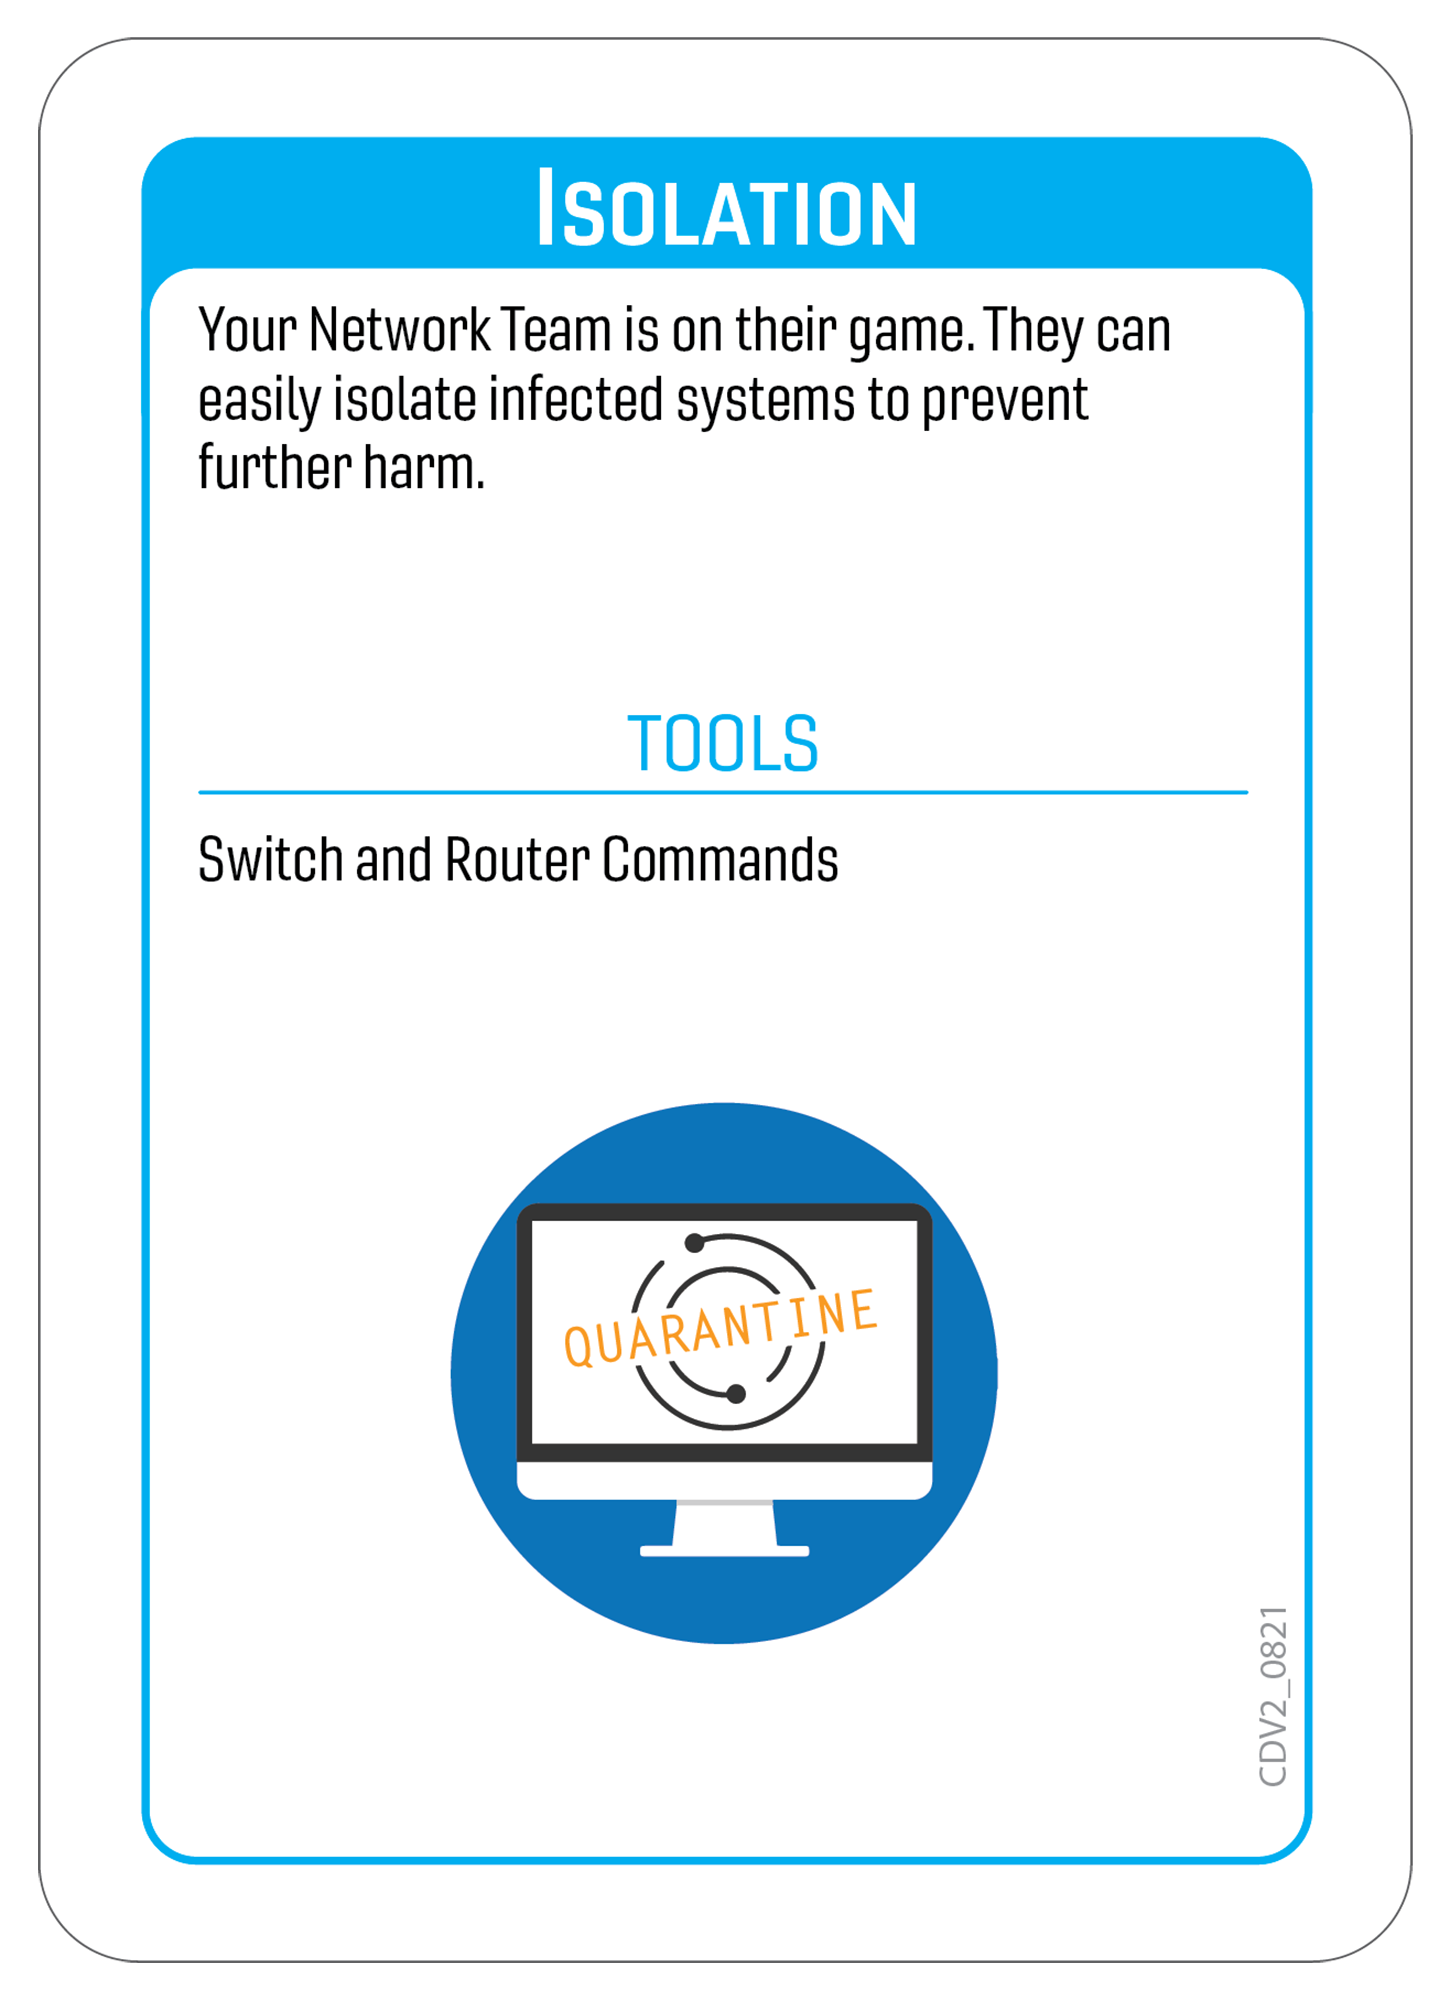 Isolation
Your Network Team is on their game. They can
easily isolate infected systems to prevent
further harm.
TOOLS
Switch and Router Commands
QUARANTINE
CDV2_0821